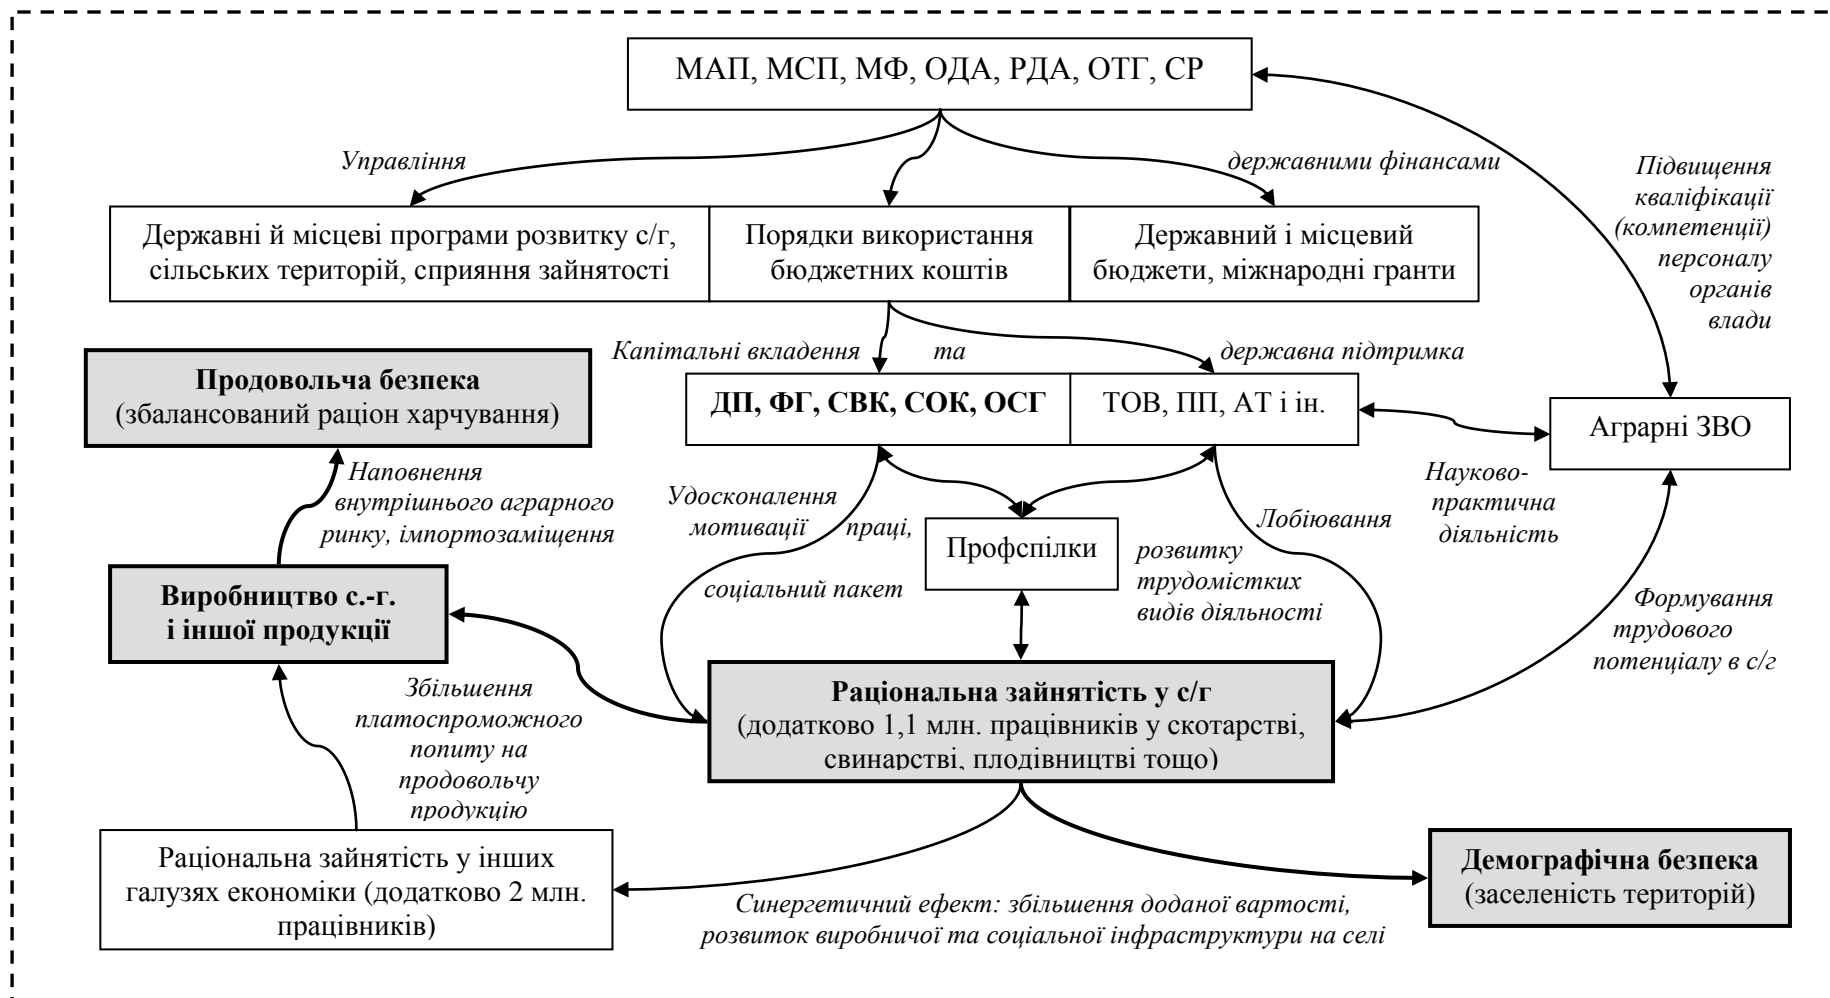 МАП, МСП, МФ, ОДА, РДА, ОТГ, СР
Управління
державними фінансами
Підвищення
кваліфікації
(компетенції)
персоналу
органів
влади
Державні й місцеві програми розвитку с/г,
сільських територій, сприяння зайнятості
Порядки використання
бюджетних коштів
Державний і місцевий
бюджети, міжнародні гранти
Капітальні вкладення та державна підтримка
Продовольча безпека
(збалансований раціон харчування)
ДП, ФГ, СВК, СОК, ОСГ
ТОВ, ПП, АТ і ін.
Аграрні ЗВО
Наповнення
внутрішнього аграрного
ринку, імпортозаміщення
Удосконалення
мотивації праці,
соціальний пакет
Профспілки
Лобіювання
розвитку
трудомістких
видів діяльності
Науково-
практична
діяльність
Виробництво с.-г.
і іншої продукції
Формування
трудового
потенціалу в с/г
Збільшення
платоспроможного
попиту на
продовольчу
продукцію
Раціональна зайнятість у с/г
(додатково 1,1 млн. працівників у скотарстві,
свинарстві, плодівництві тощо)
Раціональна зайнятість у інших
галузях економіки (додатково 2 млн.
працівників)
Синергетичний ефект: збільшення доданої вартості,
розвиток виробничої та соціальної інфраструктури на селі
Демографічна безпека
(заселеність територій)